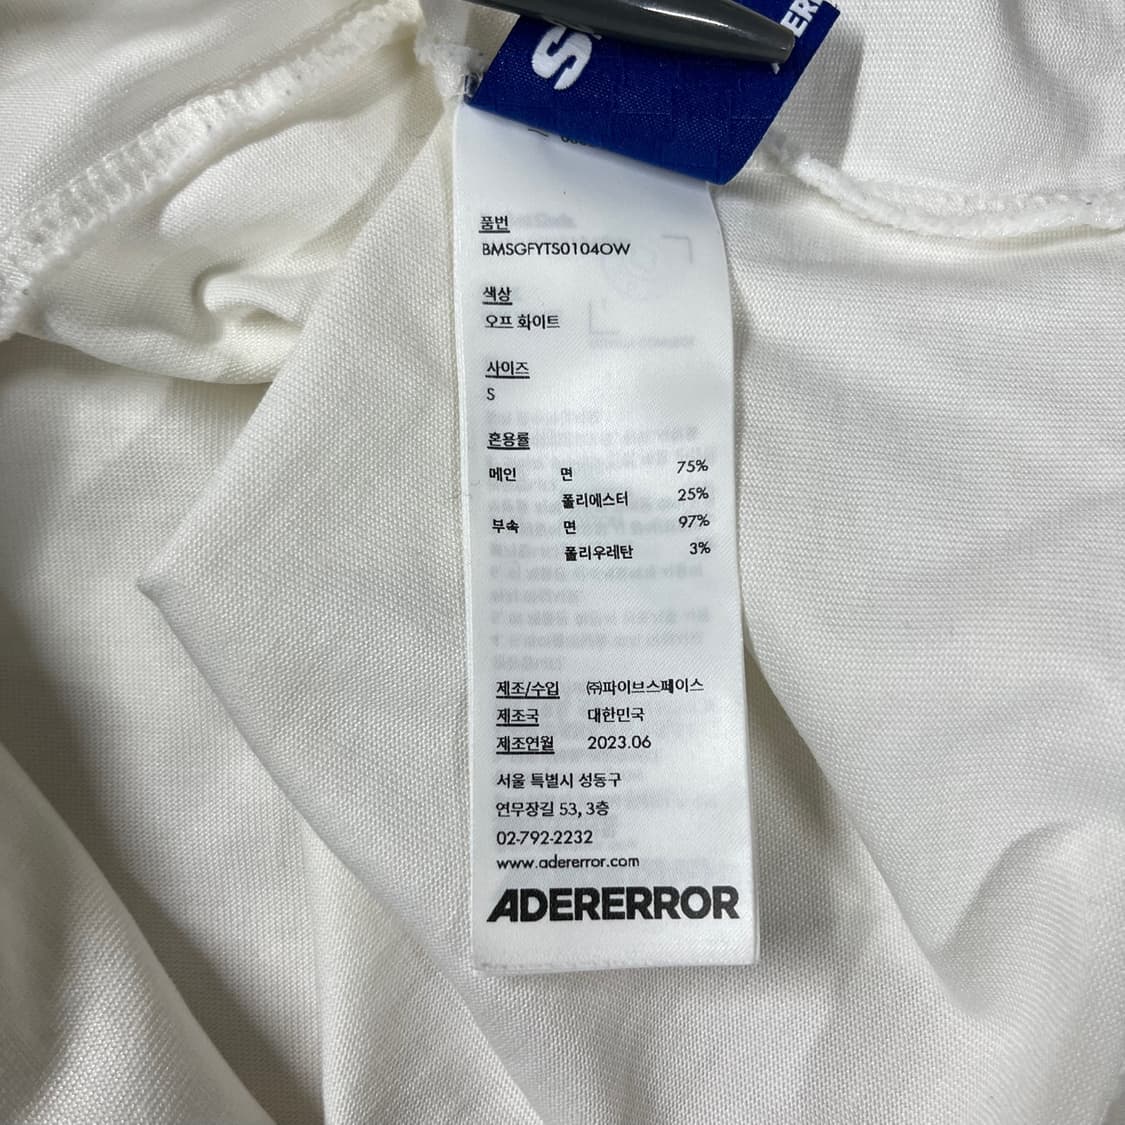 품번
BMSGFYTS0104OW
색상
오프 화이트
사이즈
S
혼용률
메인 면 75%
폴리에스터 25%
부속 면 97%
폴리우레탄 3%
제조/수입 ㈜파이브스페이스
제조국 대한민국
제조연월 2023.06
서울 특별시 성동구
연무장길 53, 3층
02-792-2232
www.adererror.com
ADERERROR